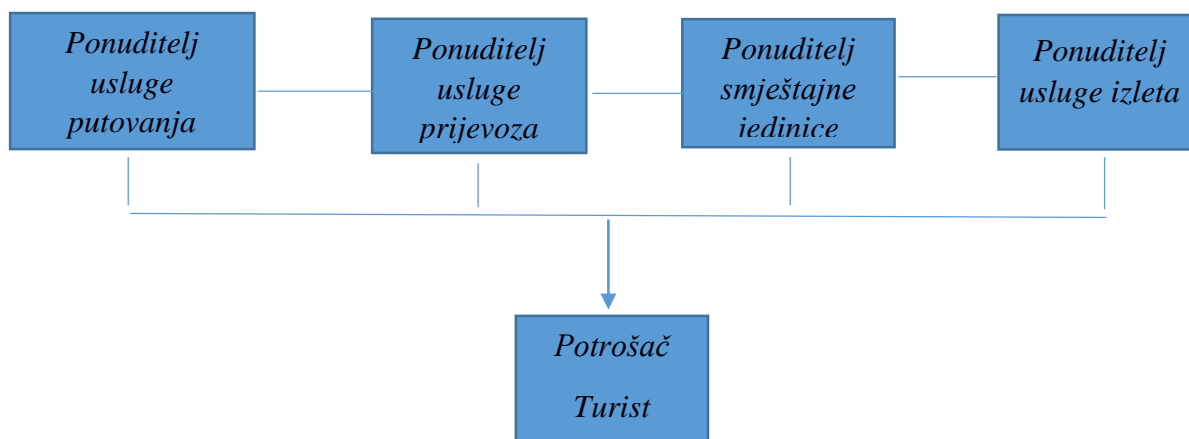 Ponuditelj
usluge
putovanja
Ponuditelj
usluge
prijevoza
Ponuditelj
smještajne
jedinice
Ponuditelj
usluge izleta
Potrošač
Turist